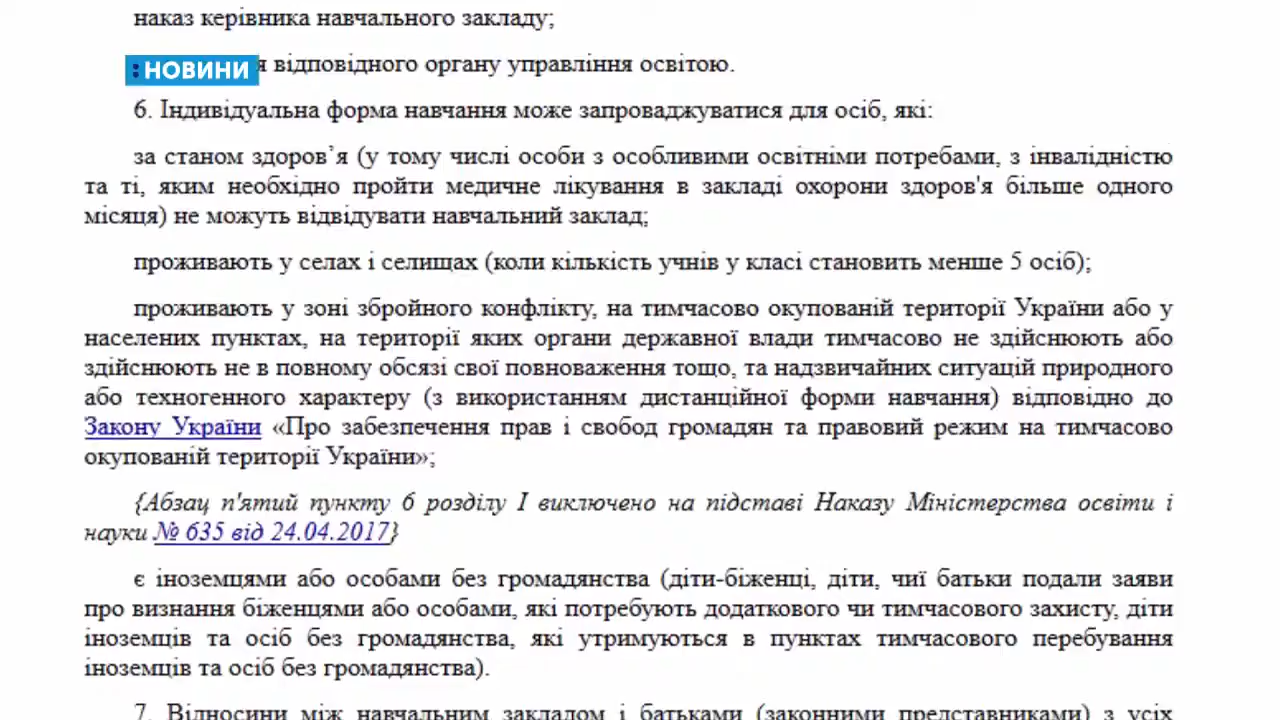 наказ керівника навчального закладу;
: НОВИНИ
я відповідного органу управління освітою.
6. Індивідуальна форма навчання може запроваджуватися для осіб, які:
за станом здоров’я (у тому числі особи з особливими освітніми потребами, з інвалідністю
та ті, яким необхідно пройти медичне лікування в закладі охорони здоров'я більше одного
місяця) не можуть відвідувати навчальний заклад;
проживають у селах і селищах (коли кількість учнів у класі становить менше 5 осіб);
проживають у зоні збройного конфлікту, на тимчасово окупованій території України або у
населених пунктах, на території яких органи державної влади тимчасово не здійснюють або
здійснюють не в повному обсязі свої повноваження тощо, та надзвичайних ситуацій природного
або техногенного характеру (з використанням дистанційної форми навчання) відповідно до
Закону України «Про забезпечення прав і свобод громадян та правовий режим на тимчасово
окупованій території України»;
{Абзац п'ятий пункту 6 розділу I виключено на підставі Наказу Міністерства освіти і
науки № 635 від 24.04.2017}
є іноземцями або особами без громадянства (діти-біженці, діти, чиї батьки подали заяви
про визнання біженцями або особами, які потребують додаткового чи тимчасового захисту, діти
іноземців та осіб без громадянства, які утримуються в пунктах тимчасового перебування
іноземців та осіб без громадянства).
7. Відносини між навчальним закладом і батьками (законними представниками) з усіх